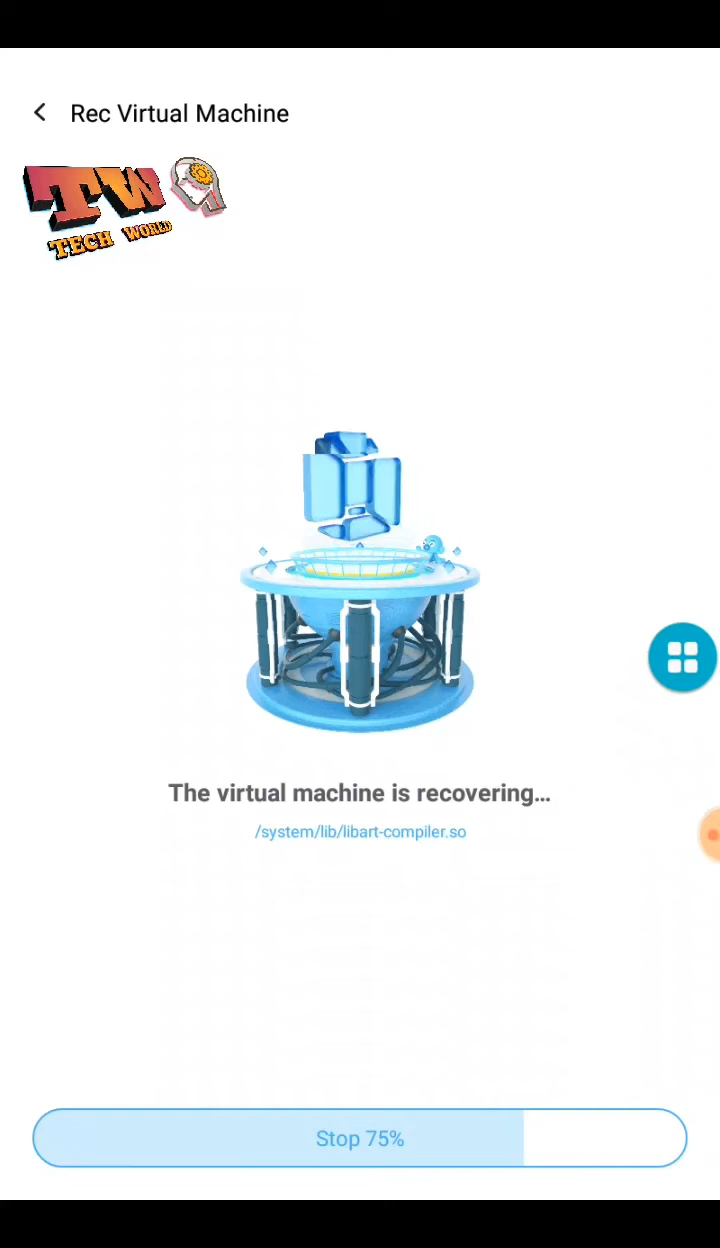 Rec Virtual Machine
TW
TECH WORLD
The virtual machine is recovering...
/system/lib/libart-compiler.so
Stop 75%